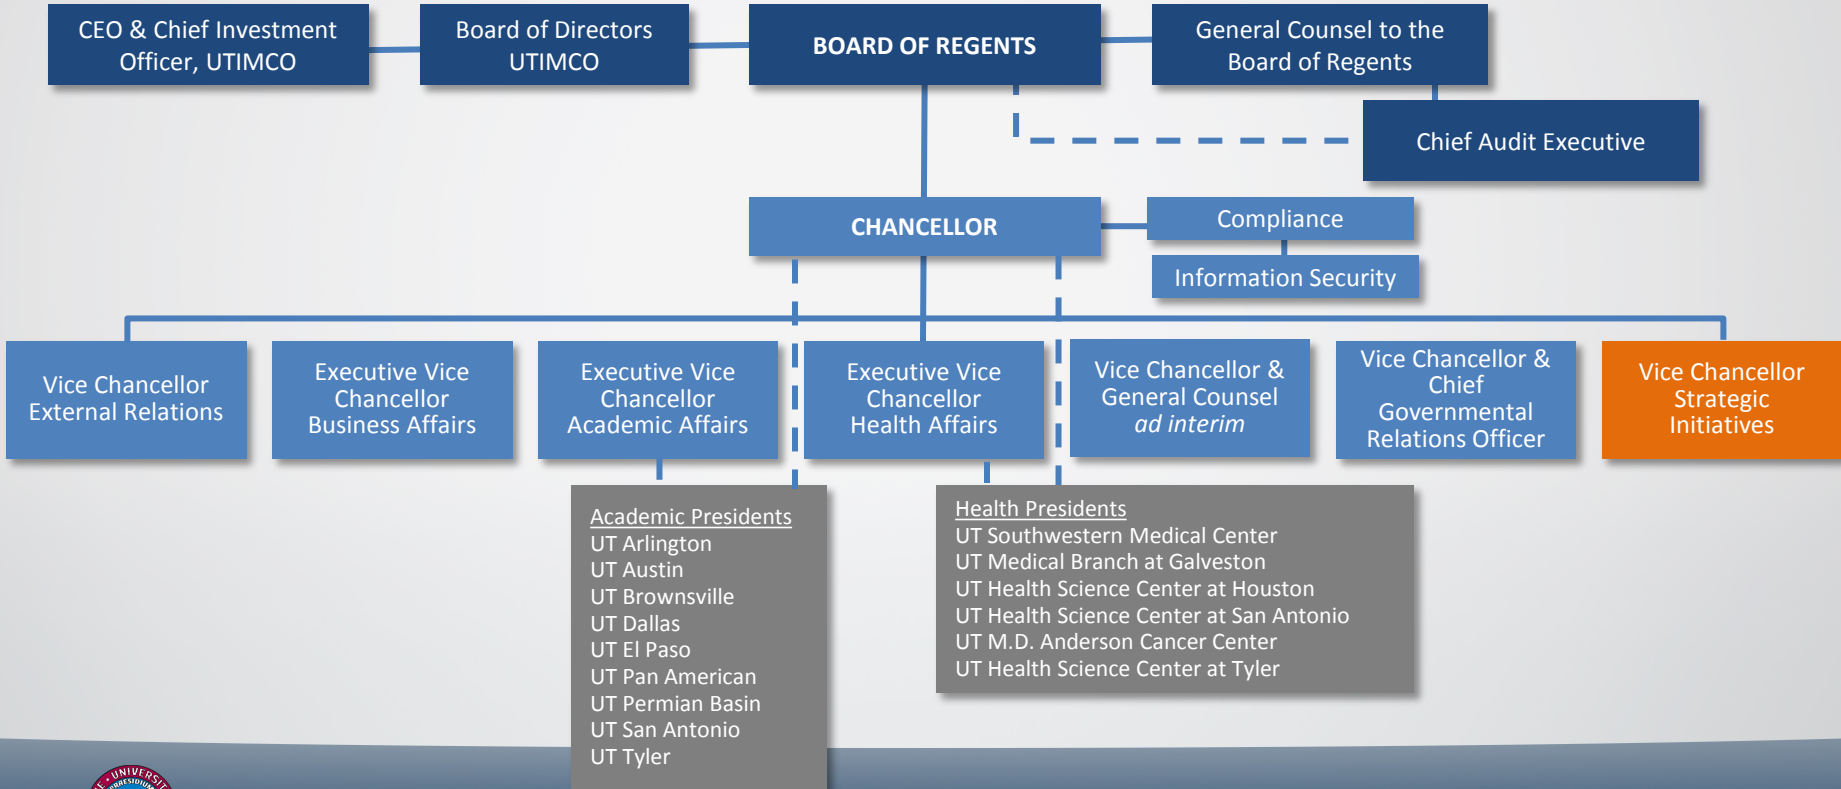 CEO & Chief Investment
Officer, UTIMCO
Board of Directors
UTIMCO
BOARD OF REGENTS
General Counsel to the
Board of Regents
Chief Audit Executive
CHANCELLOR
Compliance
Information Security
Vice Chancellor
External Relations
Executive Vice
Chancellor
Business Affairs
Executive Vice
Chancellor
Academic Affairs
Executive Vice
Chancellor
Health Affairs
Vice Chancellor &
General Counsel
ad interim
Vice Chancellor &
Chief
Governmental
Relations Officer
Vice Chancellor
Strategic
Initiatives
Academic Presidents
UT Arlington
UT Austin
UT Brownsville
UT Dallas
UT El Paso
UT Pan American
UT Permian Basin
UT San Antonio
UT Tyler
Health Presidents
UT Southwestern Medical Center
UT Medical Branch at Galveston
UT Health Science Center at Houston
UT Health Science Center at San Antonio
UT M.D. Anderson Cancer Center
UT Health Science Center at Tyler